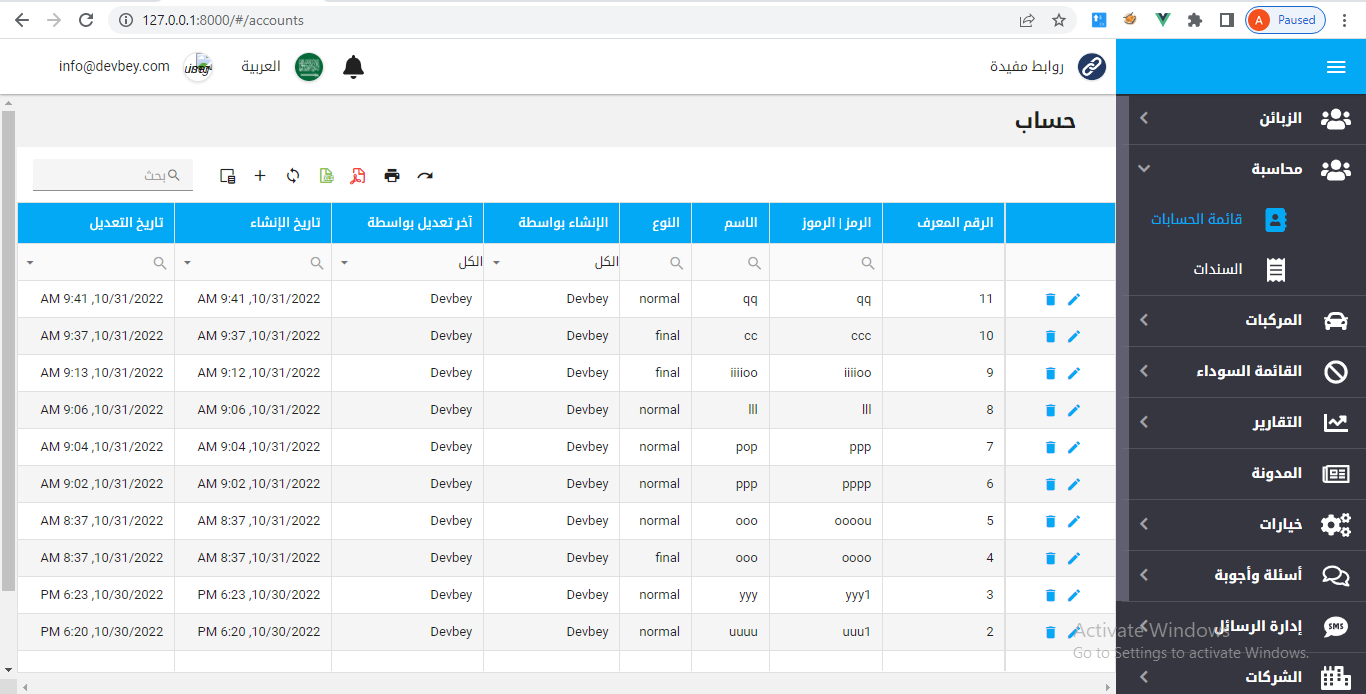 127.0.0.1:8000/#/accounts
A Paused
روابط مفيدة
العربية
info@devbey.com
حساب
بحث
الرقم المعرف الرمز | الرموز الاسم النوع الإنشاء بواسطة آخر تعديل بواسطة تاريخ الإنشاء تاريخ التعديل
الكل الكل
11 qq qq normal Devbey Devbey 10/31/2022, 9:41 AM 10/31/2022, 9:41 AM
10 ccc cc final Devbey Devbey 10/31/2022, 9:37 AM 10/31/2022, 9:37 AM
9 iiiioo iiiiioo final Devbey Devbey 10/31/2022, 9:12 AM 10/31/2022, 9:13 AM
8 lll lll normal Devbey Devbey 10/31/2022, 9:06 AM 10/31/2022, 9:06 AM
7 ppp pop normal Devbey Devbey 10/31/2022, 9:04 AM 10/31/2022, 9:04 AM
6 pppp ppp normal Devbey Devbey 10/31/2022, 9:02 AM 10/31/2022, 9:02 AM
5 oooou ooo normal Devbey Devbey 10/31/2022, 8:37 AM 10/31/2022, 8:37 AM
4 oooo ooo final Devbey Devbey 10/31/2022, 8:37 AM 10/31/2022, 8:37 AM
3 yyy1 yyy normal Devbey Devbey 10/30/2022, 6:23 PM 10/30/2022, 6:23 PM
2 uuu1 uuuu normal Devbey Devbey 10/30/2022, 6:20 PM 10/30/2022, 6:20 PM
الزبائن
محاسبة
قائمة الحسابات
السندات
المركبات
القائمة السوداء
التقارير
المدونة
خيارات
أسئلة وأجوبة
إدارة الرسائل
SMS
الشركات
Activate Windows
Go to Settings to activate Windows.